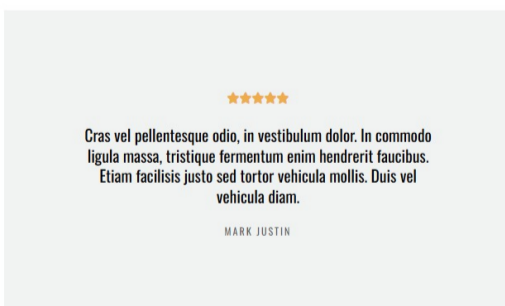 Cras vel pellentesque odio, in vestibulum dolor. In commodo
ligula massa, tristique fermentum enim hendrerit faucibus.
Etiam facilisis justo sed tortor vehicula mollis. Duis vel
vehicula diam.
MARK JUSTIN